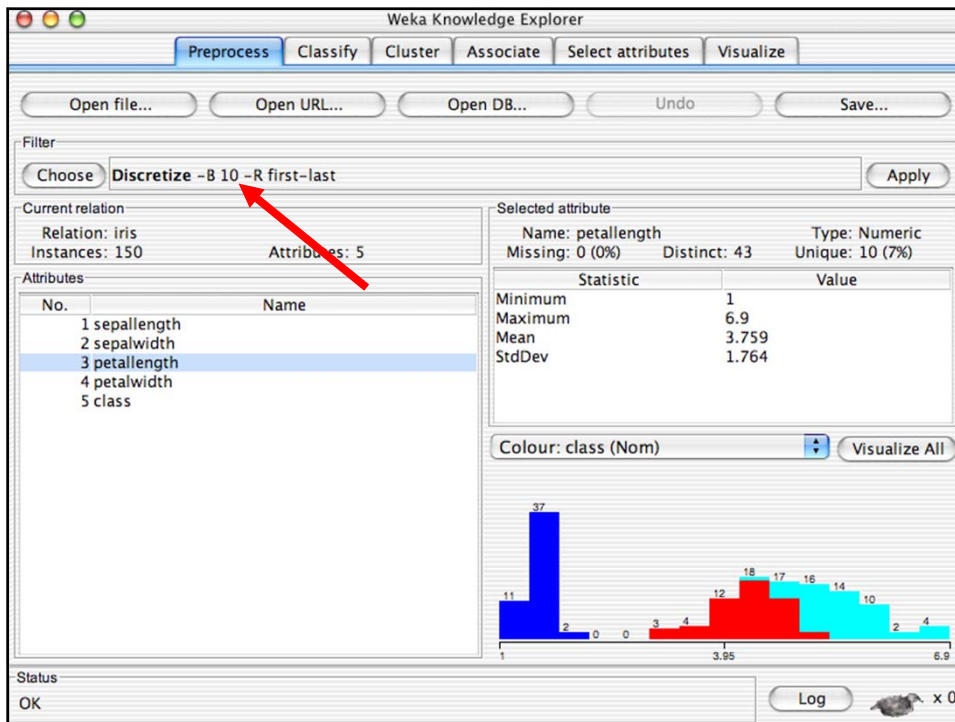 Weka Knowledge Explorer
Preprocess Classify Cluster Associate Select attributes Visualize
Open file... Open URL... Open DB... Undo Save...
Filter
Choose Discretize -B 10 -R first-last Apply
Current relation
Relation: iris
Instances: 150 Attributes: 5
Attributes
No. Name
1 sepallength
2 sepalwidth
3 petallength
4 petalwidth
5 class
Selected attribute
Name: petallength Type: Numeric
Missing: 0 (0%) Distinct: 43 Unique: 10 (7%)
Statistic Value
Minimum 1
Maximum 6.9
Mean 3.759
StdDev 1.764
Colour: class (Nom) Visualize All
11 37 2 0 0 3 4 12 18 17 16 14 10 2 4
1 3.95 6.9
Status
OK Log x 0